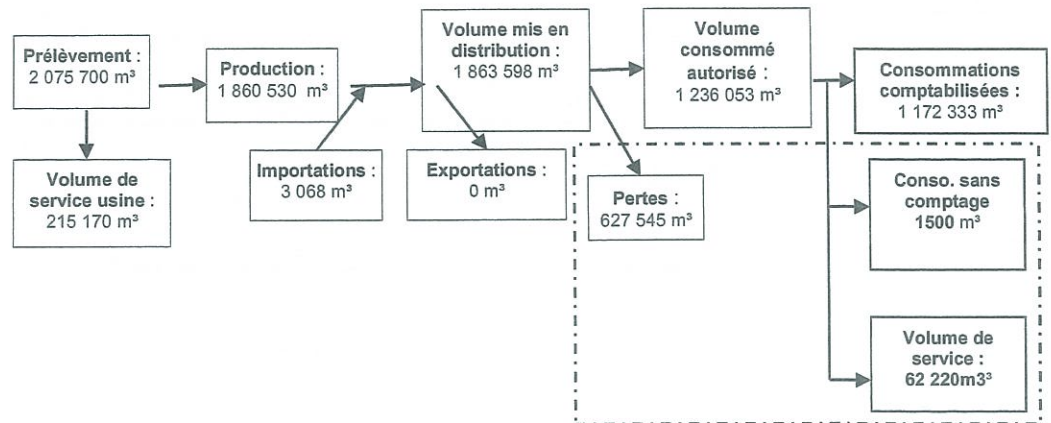 Prélèvement :
2 075 700 m³
Production :
1 860 530 m³
Volume mis en
distribution :
1 863 598 m³
Volume
consommé
autorisé :
1 236 053 m³
Consommations
comptabilisées :
1 172 333 m³
Volume de
service usine :
215 170 m³
Importations :
3 068 m³
Exportations :
0 m³
Pertes :
627 545 m³
Conso. sans
comptage
1500 m³
Volume de
service :
62 220m3³